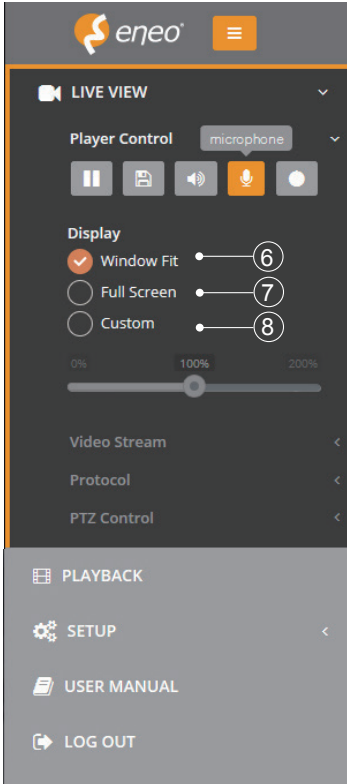 eneo
LIVE VIEW
Player Control
microphone
Display
Window Fit 6
Full Screen 7
Custom 8
0% 100% 200%
Video Stream
Protocol
PTZ Control
PLAYBACK
SETUP
USER MANUAL
LOG OUT